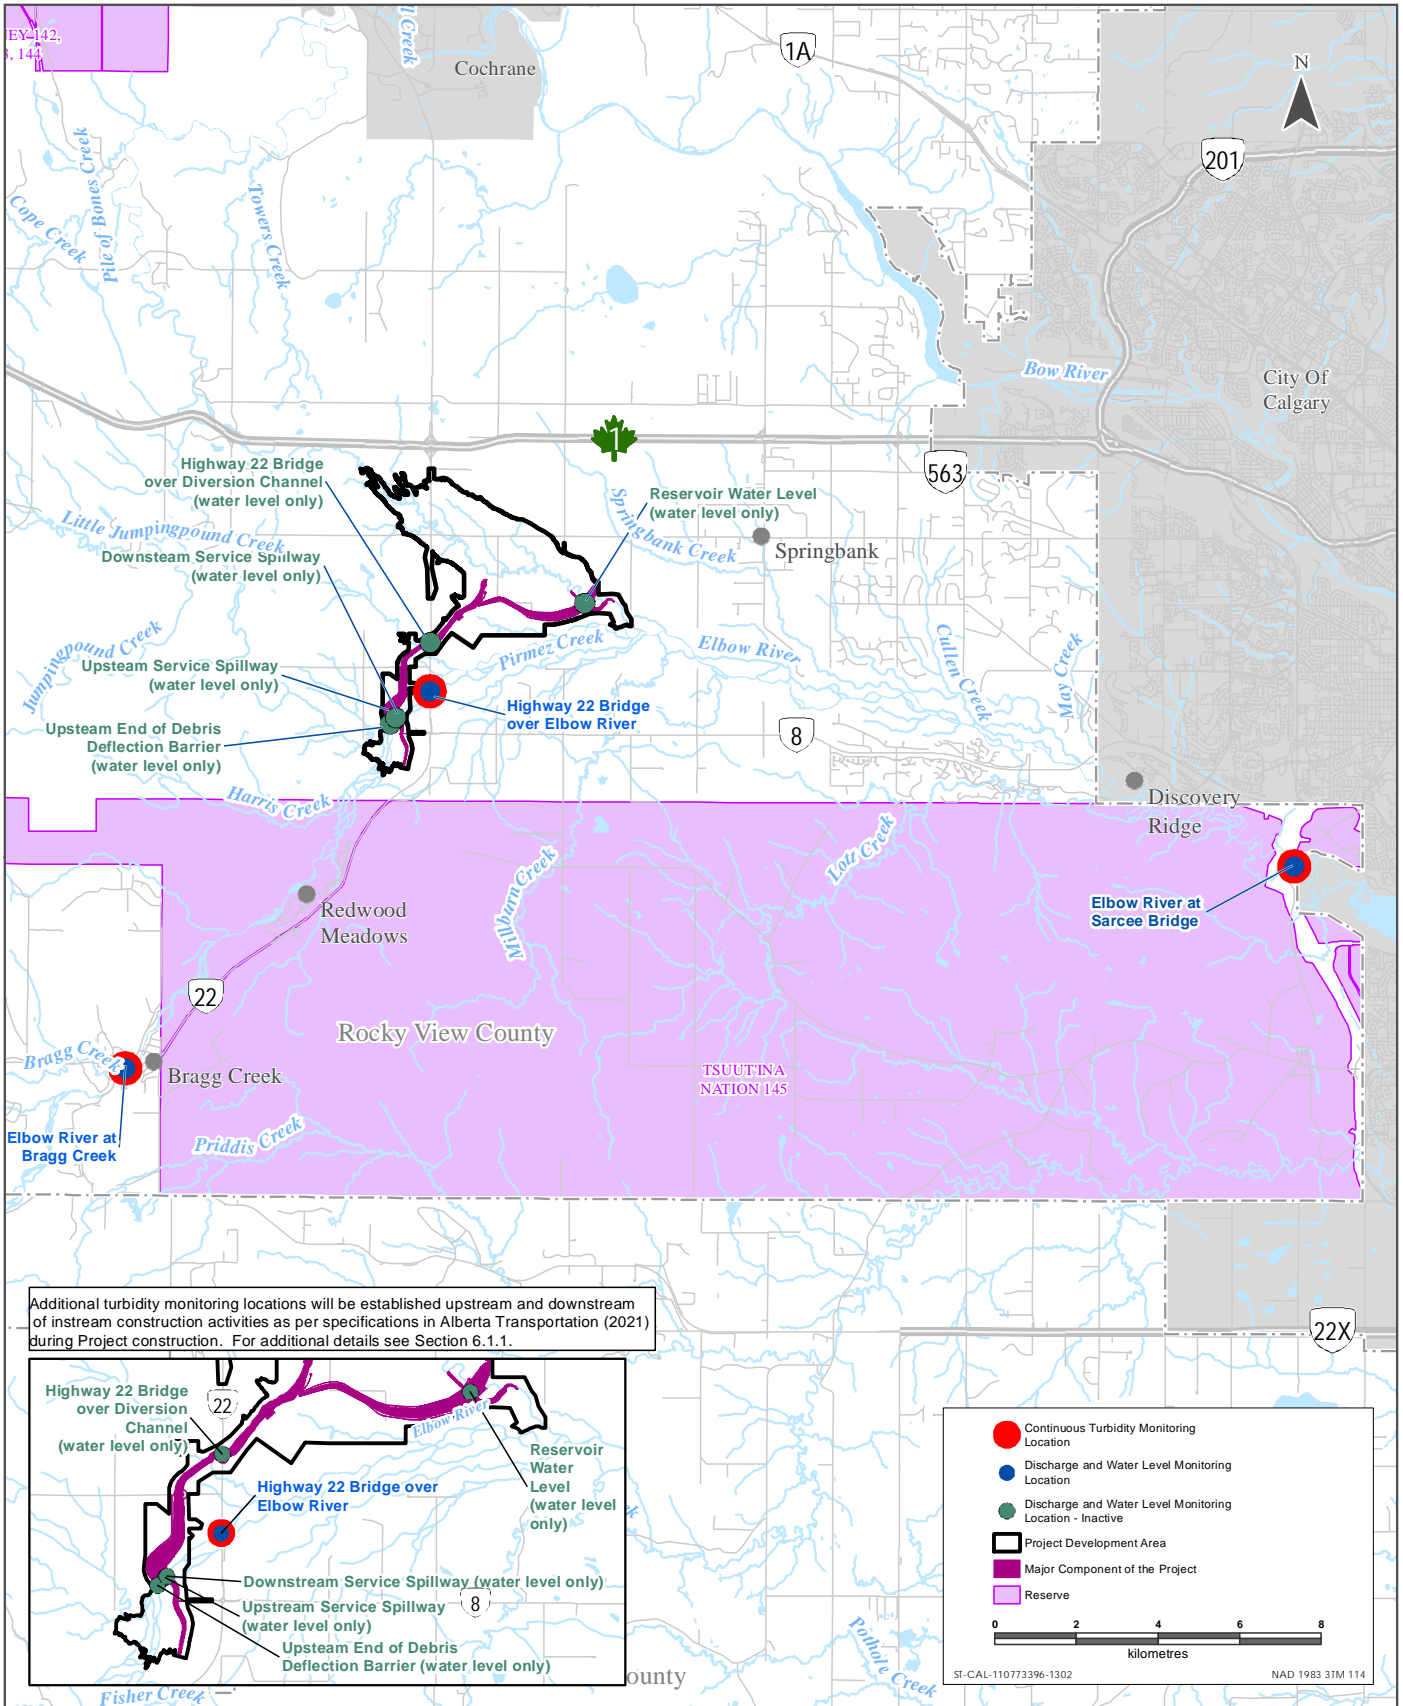 EY 142,
144
Cochrane
1A
N
201
Cope Creek
Pile of Bones Creek
Towers Creek
l Creek
Bow River
City Of
Calgary
1
563
Highway 22 Bridge
over Diversion Channel
(water level only)
Reservoir Water Level
(water level only)
Springbank Creek
Springbank
Little Jumpingpound Creek
Downsteam Service Spillway
(water level only)
Jumpingpound Creek
Upsteam Service Spillway
(water level only)
Pirmez Creek
Elbow River
Cullen Creek
May Creek
Highway 22 Bridge
over Elbow River
8
Upsteam End of Debris
Deflection Barrier
(water level only)
Harris Creek
Discovery
Ridge
Lott Creek
Millburn Creek
Redwood
Meadows
Elbow River at
Sarcee Bridge
22
Rocky View County
Bragg Creek
Bragg Creek
TSUUT'INA
NATION 145
Elbow River at
Bragg Creek
Priddis Creek
Additional turbidity monitoring locations will be established upstream and downstream
of instream construction activities as per specifications in Alberta Transportation (2021)
during Project construction. For additional details see Section 6.1.1.
22X
Highway 22 Bridge
over Diversion
Channel
(water level only)
22
Elbow River
Reservoir
Water
Level
(water level
only)
Highway 22 Bridge over
Elbow River
ek
Downstream Service Spillway (water level only)
Upstream Service Spillway
(water level only)
8
Upsteam End of Debris
Deflection Barrier (water level only)
Fisher Creek
ounty
Pothole Creek
Continuous Turbidity Monitoring
Location
Discharge and Water Level Monitoring
Location
Discharge and Water Level Monitoring
Location - Inactive
Project Development Area
Major Component of the Project
Reserve
0 2 4 6 8
kilometres
ST-CAL-110773396-1302
NAD 1983 3TM 114